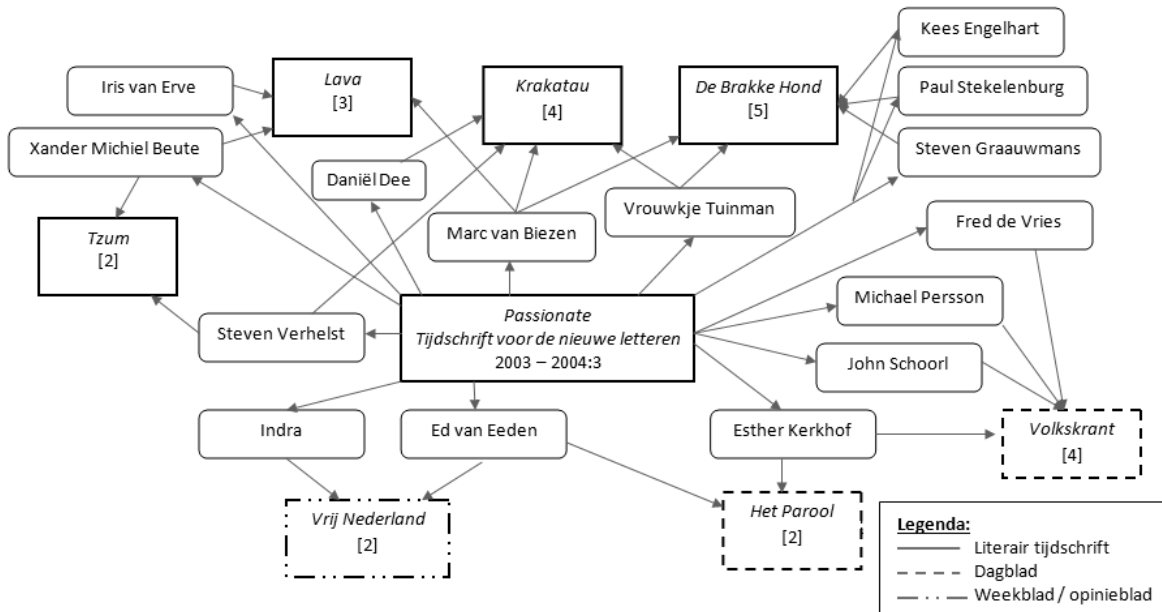 Kees Engelhart
Iris van Erve
Lava
[3]
Krakatau
[4]
De Brakke Hond
[5]
Paul Stekelenburg
Xander Michiel Beute
Steven Graauwmans
Daniël Dee
Vrouwkje Tuinman
Marc van Biezen
Fred de Vries
Tzum
[2]
Michael Persson
Steven Verhelst
Passionate
Tijdschrift voor de nieuwe letteren
2003 – 2004:3
John Schoorl
Indra
Ed van Eeden
Esther Kerkhof
Volkskrant
[4]
Vrij Nederland
[2]
Het Parool
[2]
Legenda:
Literair tijdschrift
Dagblad
Weekblad / opinieblad